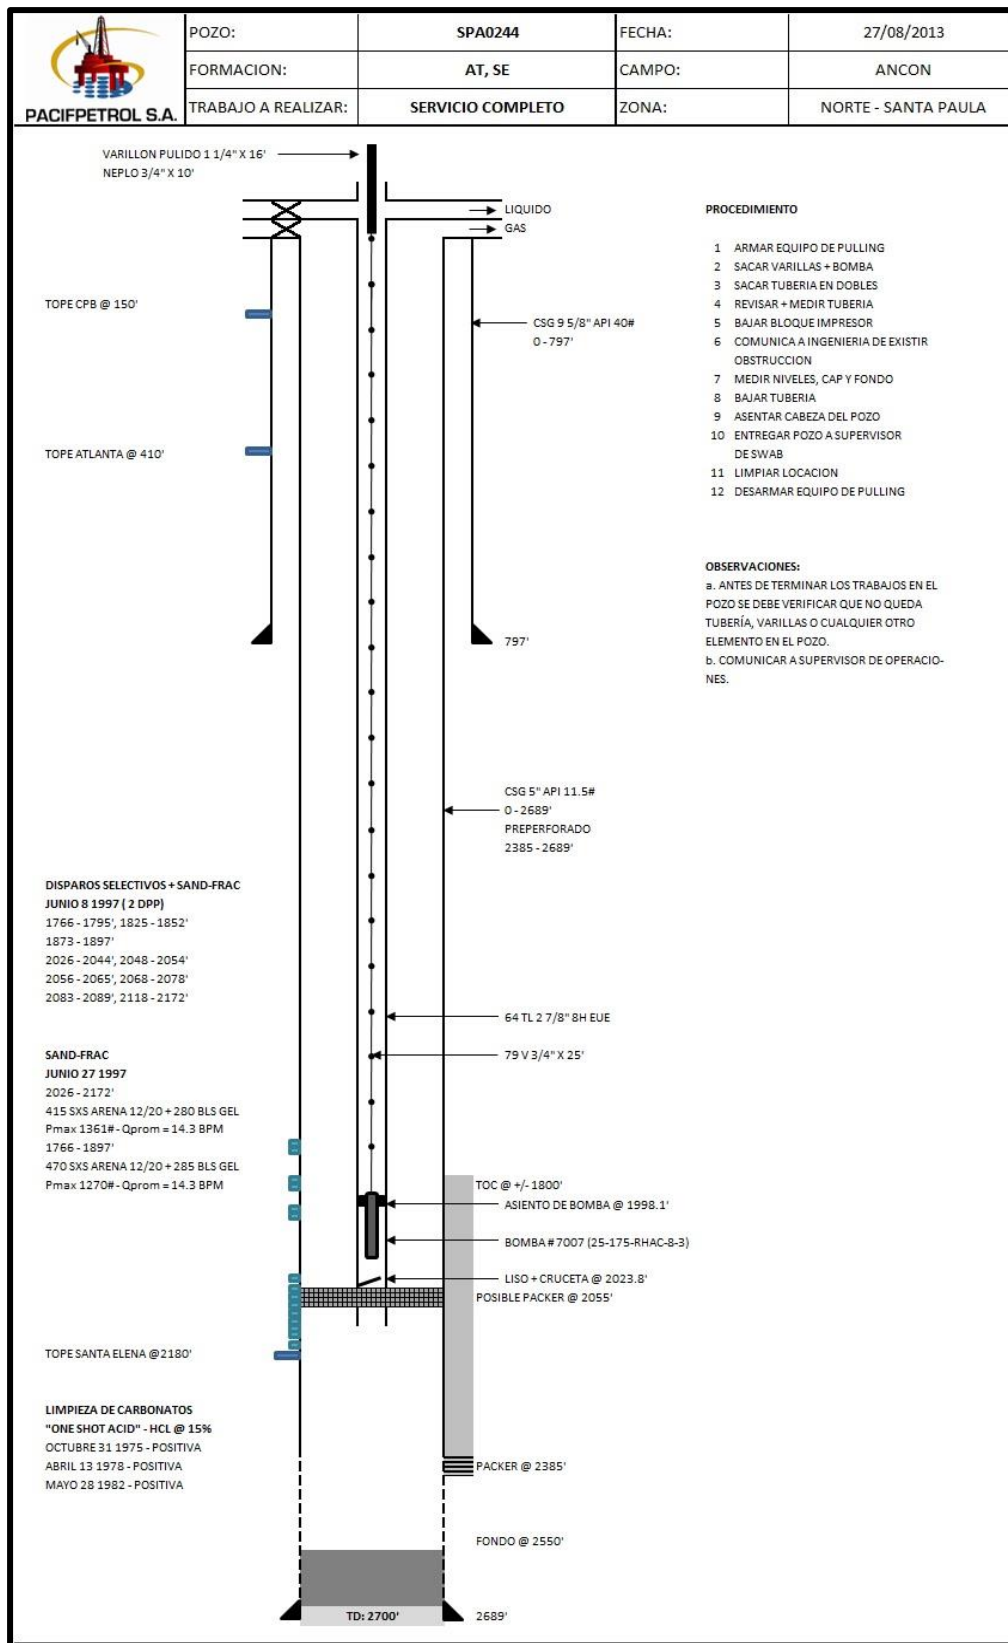 PACIFPETROL S.A.
POZO: SPA0244 FECHA: 27/08/2013
FORMACION: AT, SE CAMPO: ANCON
TRABAJO A REALIZAR: SERVICIO COMPLETO ZONA: NORTE - SANTA PAULA
VARILLON PULIDO 1 1/4" X 16'
NEPLO 3/4" X 10'
LIQUIDO
GAS
TOPE CPB @ 150'
CSG 9 5/8" API 40#
0 - 797'
TOPE ATLANTA @ 410'
797'
PROCEDIMIENTO
1 ARMAR EQUIPO DE PULLING
2 SACAR VARILLAS + BOMBA
3 SACAR TUBERIA EN DOBLES
4 REVISAR + MEDIR TUBERIA
5 BAJAR BLOQUE IMPRESOR
6 COMUNICA A INGENIERIA DE EXISTIR
OBSTRUCCION
7 MEDIR NIVELES, CAP Y FONDO
8 BAJAR TUBERIA
9 ASENTAR CABEZA DEL POZO
10 ENTREGAR POZO A SUPERVISOR
DE SWAB
11 LIMPIAR LOCACION
12 DESARMAR EQUIPO DE PULLING
OBSERVACIONES:
a. ANTES DE TERMINAR LOS TRABAJOS EN EL
POZO SE DEBE VERIFICAR QUE NO QUEDA
TUBERÍA, VARILLAS O CUALQUIER OTRO
ELEMENTO EN EL POZO.
b. COMUNICAR A SUPERVISOR DE OPERACIO-
NES.
CSG 5" API 11.5#
0 - 2689'
PREPERFORADO
2385 - 2689'
DISPAROS SELECTIVOS + SAND-FRAC
JUNIO 8 1997 ( 2 DPP)
1766 - 1795', 1825 - 1852'
1873 - 1897'
2026 - 2044', 2048 - 2054'
2056 - 2065', 2068 - 2078'
2083 - 2089', 2118 - 2172'
64 TL 2 7/8" 8H EUE
79 V 3/4" X 25'
SAND-FRAC
JUNIO 27 1997
2026 - 2172'
415 SXS ARENA 12/20 + 280 BLS GEL
Pmax 1361# - Qprom = 14.3 BPM
1766 - 1897'
470 SXS ARENA 12/20 + 285 BLS GEL
Pmax 1270# - Qprom = 14.3 BPM
TOC @ +/- 1800'
ASIENTO DE BOMBA @ 1998.1'
BOMBA # 7007 (25-175-RHAC-8-3)
LISO + CRUCETA @ 2023.8'
POSIBLE PACKER @ 2055'
TOPE SANTA ELENA @2180'
LIMPIEZA DE CARBONATOS
"ONE SHOT ACID" - HCL @ 15%
OCTUBRE 31 1975 - POSITIVA
ABRIL 13 1978 - POSITIVA
MAYO 28 1982 - POSITIVA
PACKER @ 2385'
FONDO @ 2550'
TD: 2700'
2689'